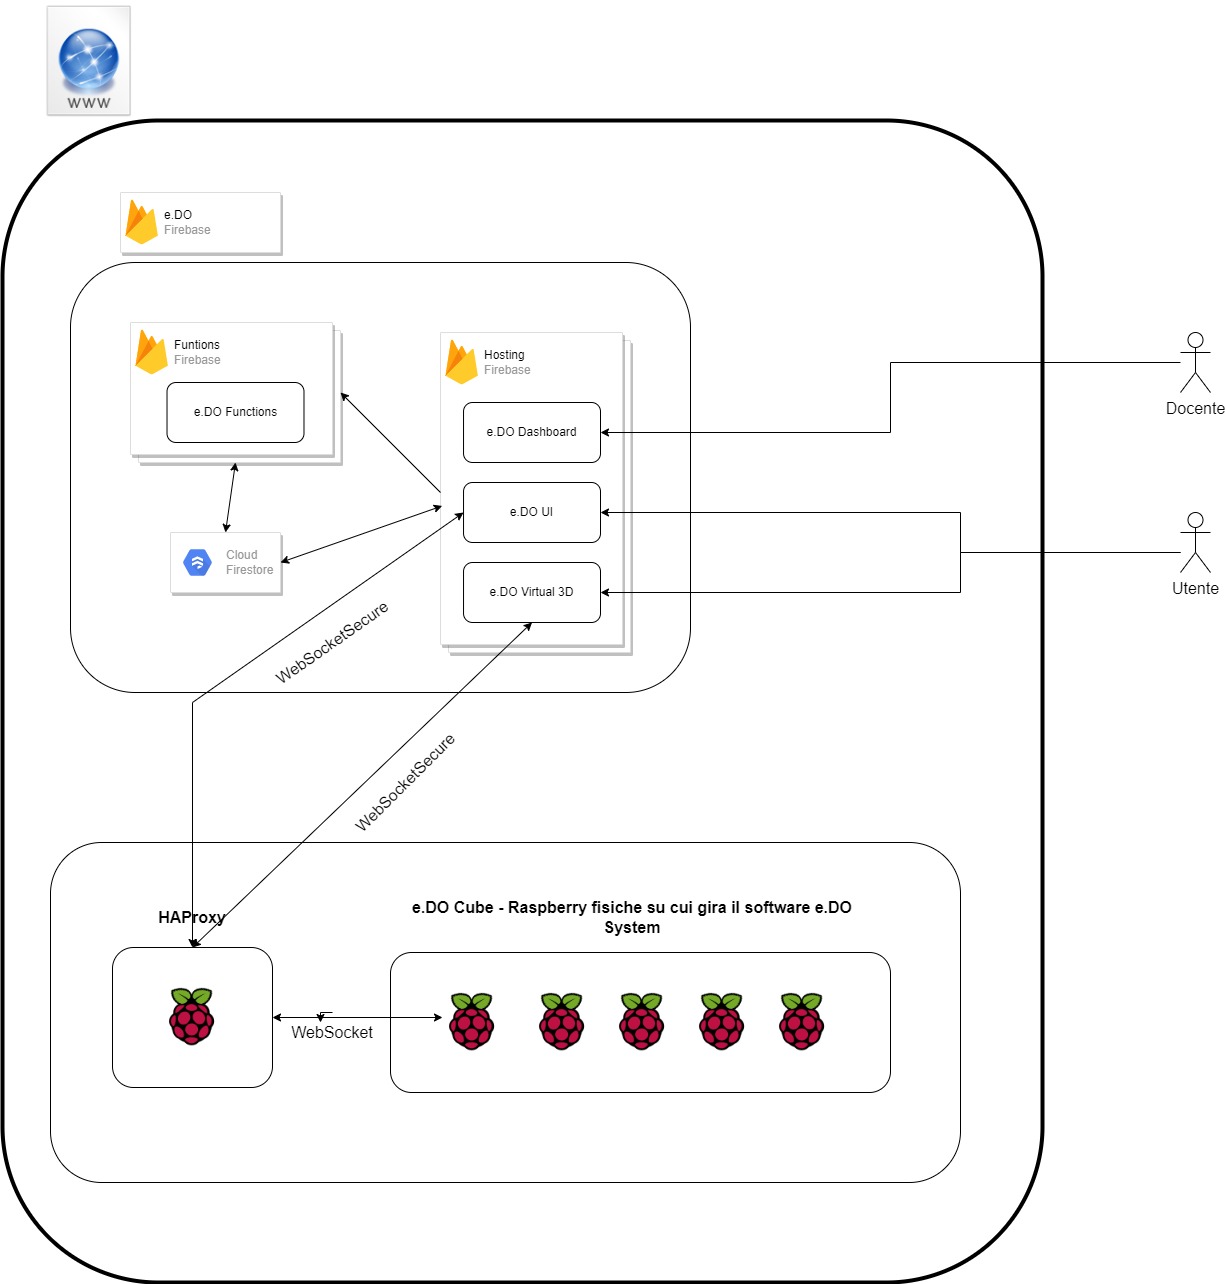 WWW
e.DO
Firebase
Funtions
Firebase
e.DO Functions
Hosting
Firebase
e.DO Dashboard
e.DO UI
e.DO Virtual 3D
Cloud
Firestore
Docente
Utente
WebSocketSecure
WebSocketSecure
HAProxy
e.DO Cube - Raspberry fisiche su cui gira il software e.DO
System
WebSocket